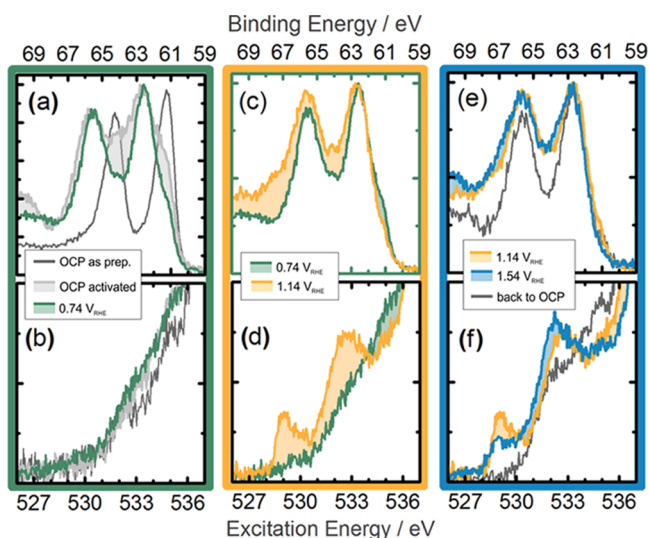 Binding Energy / eV
69 67 65 63 61 59
69 67 65 63 61 59
69 67 65 63 61 59
(a)
(c)
(e)
OCP as prep.
OCP activated
0.74 VRHE
0.74 VRHE
1.14 VRHE
1.14 VRHE
1.54 VRHE
back to OCP
(b)
(d)
(f)
527 530 533 536
527 530 533 536
527 530 533 536
Excitation Energy / eV